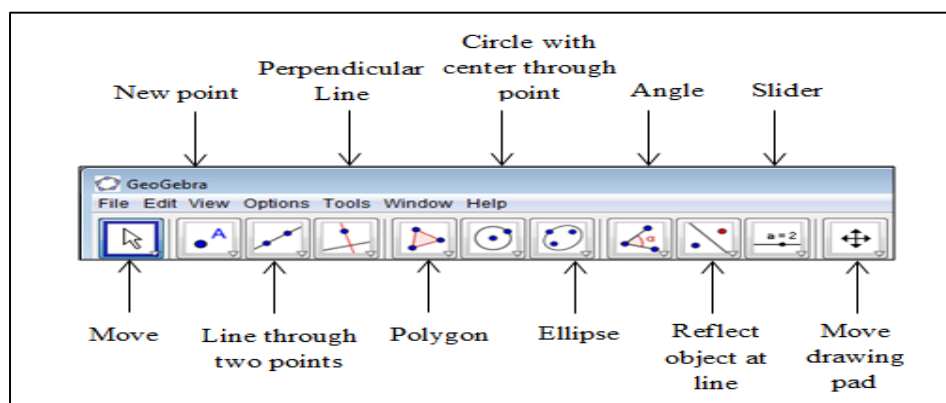 Circle with
center through
point
Perpendicular
Line
New point
Angle
Slider
GeoGebra
File Edit View Options Tools Window Help
A
α
a = 2
Move
Line through
two points
Polygon
Ellipse
Reflect
object at
line
Move
drawing
pad